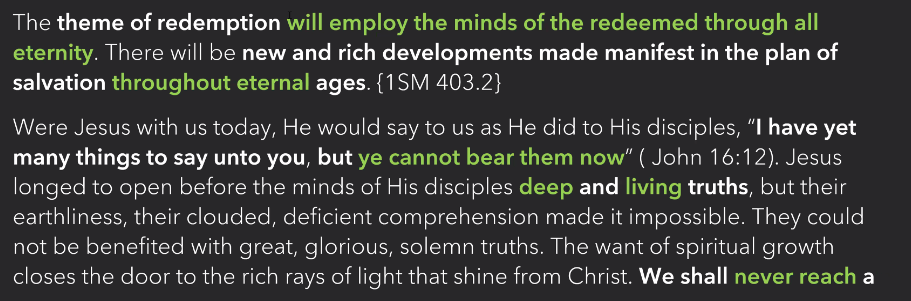 The theme of redemption will employ the minds of the redeemed through all
eternity. There will be new and rich developments made manifest in the plan of
salvation throughout eternal ages. {1SM 403.2}
Were Jesus with us today, He would say to us as He did to His disciples, “I have yet
many things to say unto you, but ye cannot bear them now” ( John 16:12). Jesus
longed to open before the minds of His disciples deep and living truths, but their
earthliness, their clouded, deficient comprehension made it impossible. They could
not be benefited with great, glorious, solemn truths. The want of spiritual growth
closes the door to the rich rays of light that shine from Christ. We shall never reach a